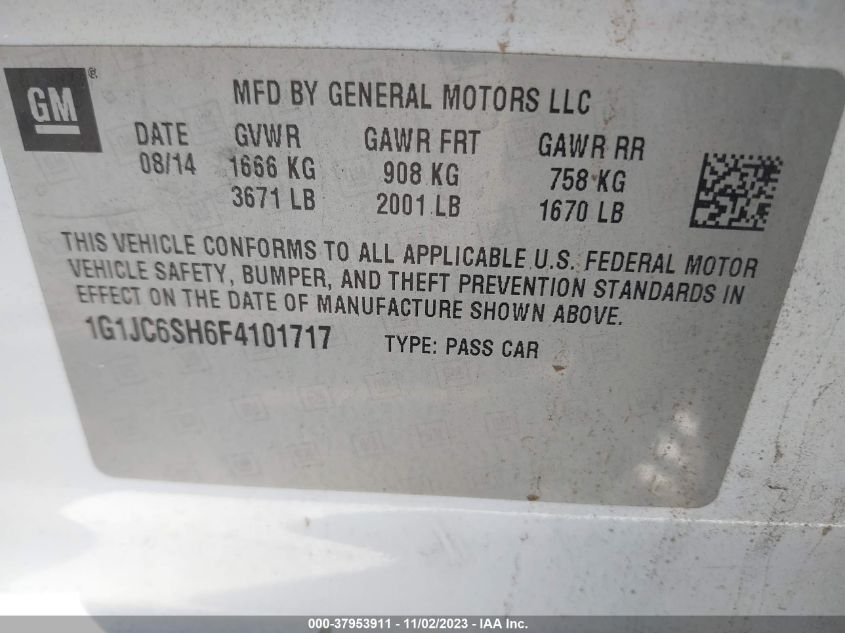 GM®
MFD BY GENERAL MOTORS LLC
DATE GVWR GAWR FRT GAWR RR
08/14 1666 KG 908 KG 758 KG
3671 LB 2001 LB 1670 LB
THIS VEHICLE CONFORMS TO ALL APPLICABLE U.S. FEDERAL MOTOR
VEHICLE SAFETY, BUMPER, AND THEFT PREVENTION STANDARDS IN
EFFECT ON THE DATE OF MANUFACTURE SHOWN ABOVE.
1G1JC6SH6F4101717 TYPE: PASS CAR
000-37953911 - 11/02/2023 - IAA Inc.